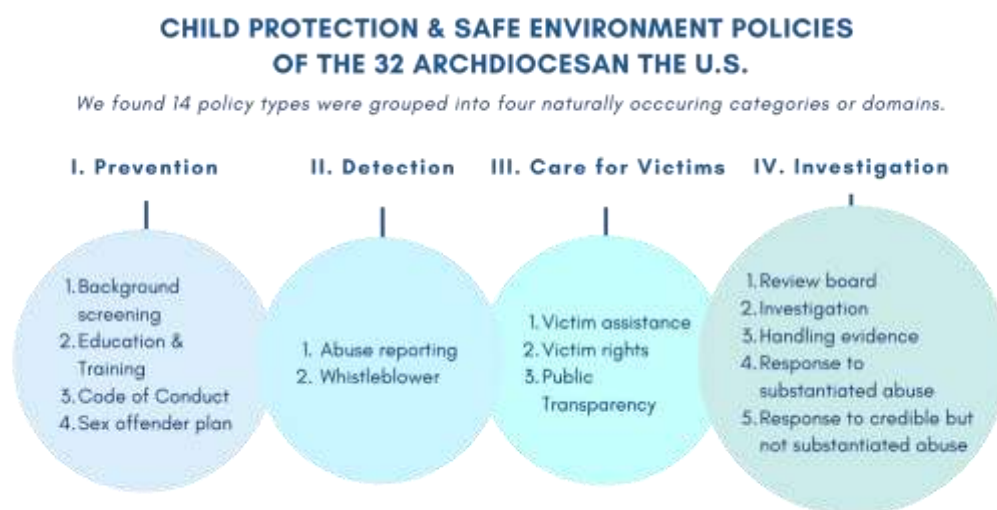 CHILD PROTECTION & SAFE ENVIRONMENT POLICIES
OF THE 32 ARCHDIOCESAN THE U.S.
We found 14 policy types were grouped into four naturally occcuring categories or domains.
I. Prevention
1. Background
screening
2. Education &
Training
3. Code of Conduct
4. Sex offender plan
II. Detection
1. Abuse reporting
2. Whistleblower
III. Care for Victims
1. Victim assistance
2. Victim rights
3. Public
Transparency
IV. Investigation
1. Review board
2. Investigation
3. Handling evidence
4. Response to
substantiated abuse
5. Response to credible but
not substantiated abuse